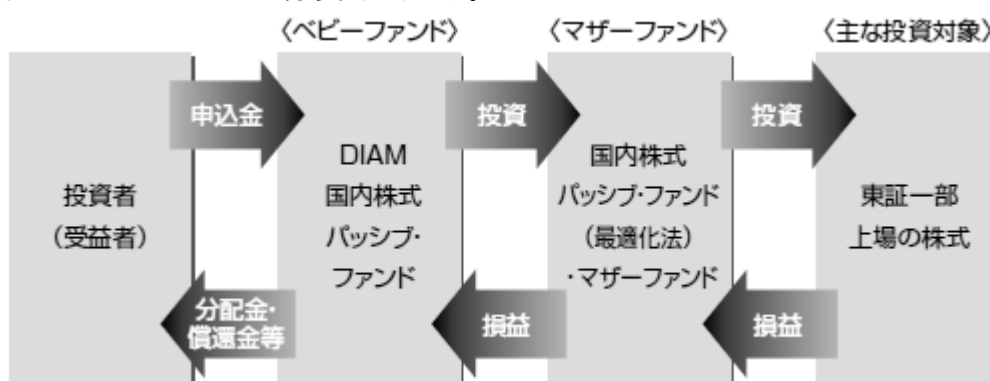 〈ベビーファンド〉
〈マザーファンド〉
〈主な投資対象〉
申込金
投資
投資
投資者
（受益者）
DIAM
国内株式
パッシブ・
ファンド
国内株式
パッシブ・ファンド
（最適化法）
・マザーファンド
東証一部
上場の株式
分配金・
償還金等
損益
損益